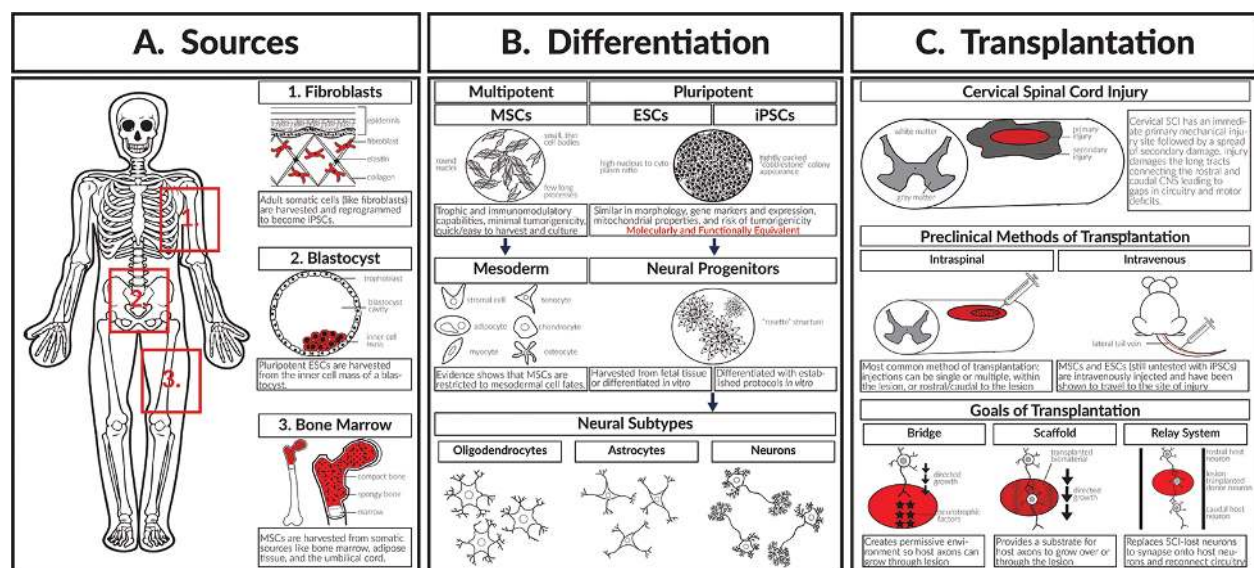 A. Sources
1. Fibroblasts
epidermis
fibroblast
elastin
collagen
Adult somatic cells (like fibroblasts)
are harvested and reprogrammed
to become iPSCs.
1.
2. Blastocyst
trophoblast
blastocyst
cavity
inner cell
mass
Pluripotent ESCs are harvested
from the inner cell mass of a blas-
tocyst.
2.
3. Bone Marrow
compact bone
spongy bone
marrow
MSCs are harvested from somatic
sources like bone marrow, adipose
tissue, and the umbilical cord.
3.
B. Differentiation
Multipotent
Pluripotent
MSCs
ESCs
iPSCs
small, thin
cell bodies
round
nuclei
few long
processes
high nucleus to cyto-
plasm ratio
tightly packed
"cobblestone" colony
appearance
Trophic and immunomodulatory
capabilities, minimal tumorigenicity,
quick/easy to harvest and culture
Similar in morphology, gene markers and expression,
mitochondrial properties, and risk of tumorigenicity
Molecularly and Functionally Equivalent
Mesoderm
Neural Progenitors
stromal cell
tenocyte
adipocyte
chondrocyte
myocyte
osteocyte
"rosette" structure
Evidence shows that MSCs are
restricted to mesodermal cell fates.
Harvested from fetal tissue
or differentiated in vitro
Differentiated with estab-
lished protocols in vitro
Neural Subtypes
Oligodendrocytes
Astrocytes
Neurons
C. Transplantation
Cervical Spinal Cord Injury
white matter
gray matter
primary
injury
secondary
injury
Cervical SCI has an immedi-
ate primary mechanical inju-
ry site followed by a spread
of secondary damage, injury
damages the long tracts
connecting the rostral and
caudal CNS leading to
gaps in circuitry and motor
deficits.
Preclinical Methods of Transplantation
Intraspinal
Intravenous
lateral tail vein
Most common method of transplantation;
injections can be single or multiple, within
the lesion, or rostral/caudal to the lesion
MSCs and ESCs (still untested with iPSCs)
are intravenously injected and have been
shown to travel to the site of injury
Goals of Transplantation
Bridge
Scaffold
Relay System
directed
growth
neurotrophic
factors
transplanted
biomaterial
directed
growth
rostral host
neuron
lesion
transplanted
donor neuron
caudal host
neuron
Creates permissive envi-
ronment so host axons can
grow through lesion
Provides a substrate for
host axons to grow over or
through the lesion
Replaces SCI-lost neurons
to synapse onto host neu-
rons and reconnect circuitry